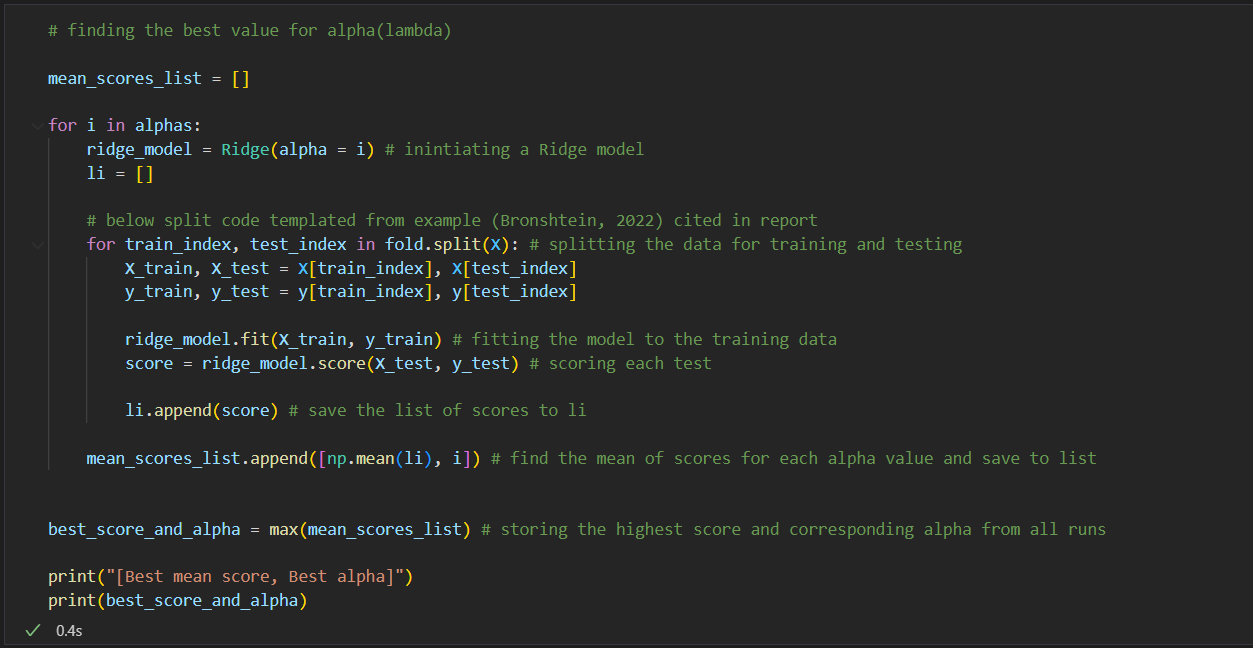 # finding the best value for alpha(lambda)
mean_scores_list = []
for i in alphas:
ridge_model = Ridge(alpha = i) # inintiating a Ridge model
li = []
# below split code templated from example (Bronshtein, 2022) cited in report
for train_index, test_index in fold.split(X): # splitting the data for training and testing
X_train, X_test = X[train_index], X[test_index]
y_train, y_test = y[train_index], y[test_index]
ridge_model.fit(X_train, y_train) # fitting the model to the training data
score = ridge_model.score(X_test, y_test) # scoring each test
li.append(score) # save the list of scores to li
mean_scores_list.append([np.mean(li), i]) # find the mean of scores for each alpha value and save to list
best_score_and_alpha = max(mean_scores_list) # storing the highest score and corresponding alpha from all runs
print("[Best mean score, Best alpha]")
print(best_score_and_alpha)
0.4s